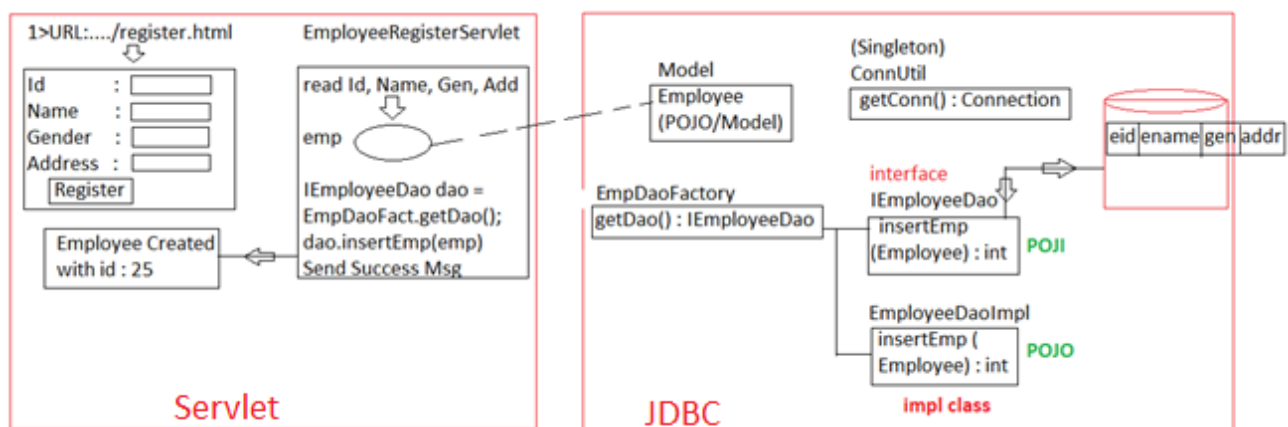 1>URL:..../register.html
Id :
Name :
Gender :
Address :
Register
Employee Created
with id : 25
EmployeeRegisterServlet
read Id, Name, Gen, Add
emp
IEmployeeDao dao =
EmpDaoFact.getDao();
dao.insertEmp(emp)
Send Success Msg
Servlet
Model
Employee
(POJO/Model)
(Singleton)
ConnUtil
getConn() : Connection
eid ename gen addr
EmpDaoFactory
getDao() : IEmployeeDao
interface
IEmployeeDao
insertEmp
(Employee) : int
POJI
EmployeeDaoImpl
insertEmp (
Employee) : int
POJO
impl class
JDBC